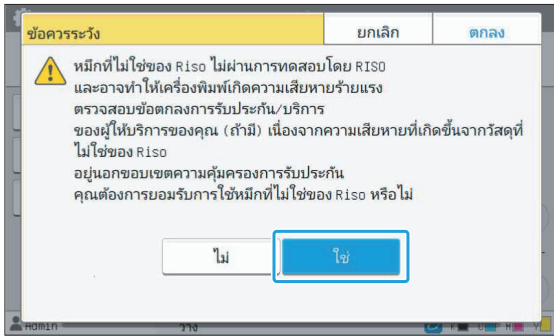 ข้อควรระวัง
ยกเลิก
ตกลง
หมึกที่ไม่ใช่ของ Riso ไม่ผ่านการทดสอบโดย RISO
และอาจทำให้เครื่องพิมพ์เกิดความเสียหายร้ายแรง
ตรวจสอบข้อตกลงการรับประกัน/บริการ
ของผู้ให้บริการของคุณ (ถ้ามี) เนื่องจากความเสียหายที่เกิดขึ้นจากวัสดุที่
ไม่ใช่ของ Riso
อยู่นอกขอบเขตความคุ้มครองการรับประกัน
คุณต้องการยอมรับการใช้หมึกที่ไม่ใช่ของ Riso หรือไม่
ไม่
ใช่
Admin
ว่าง